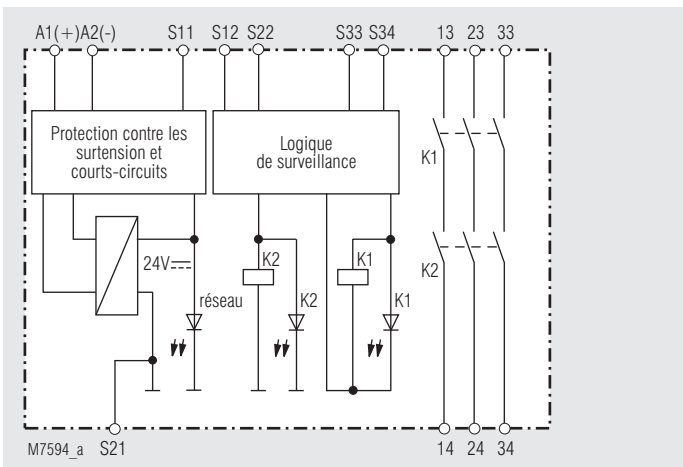 A1(+) A2(-) S11 S12 S22 S33 S34 13 23 33
Protection contre les
surtension et
courts-circuits
Logique
de surveillance
K1
24V
K2
K1
K2
réseau
K2
K1
M7594_a S21 14 24 34